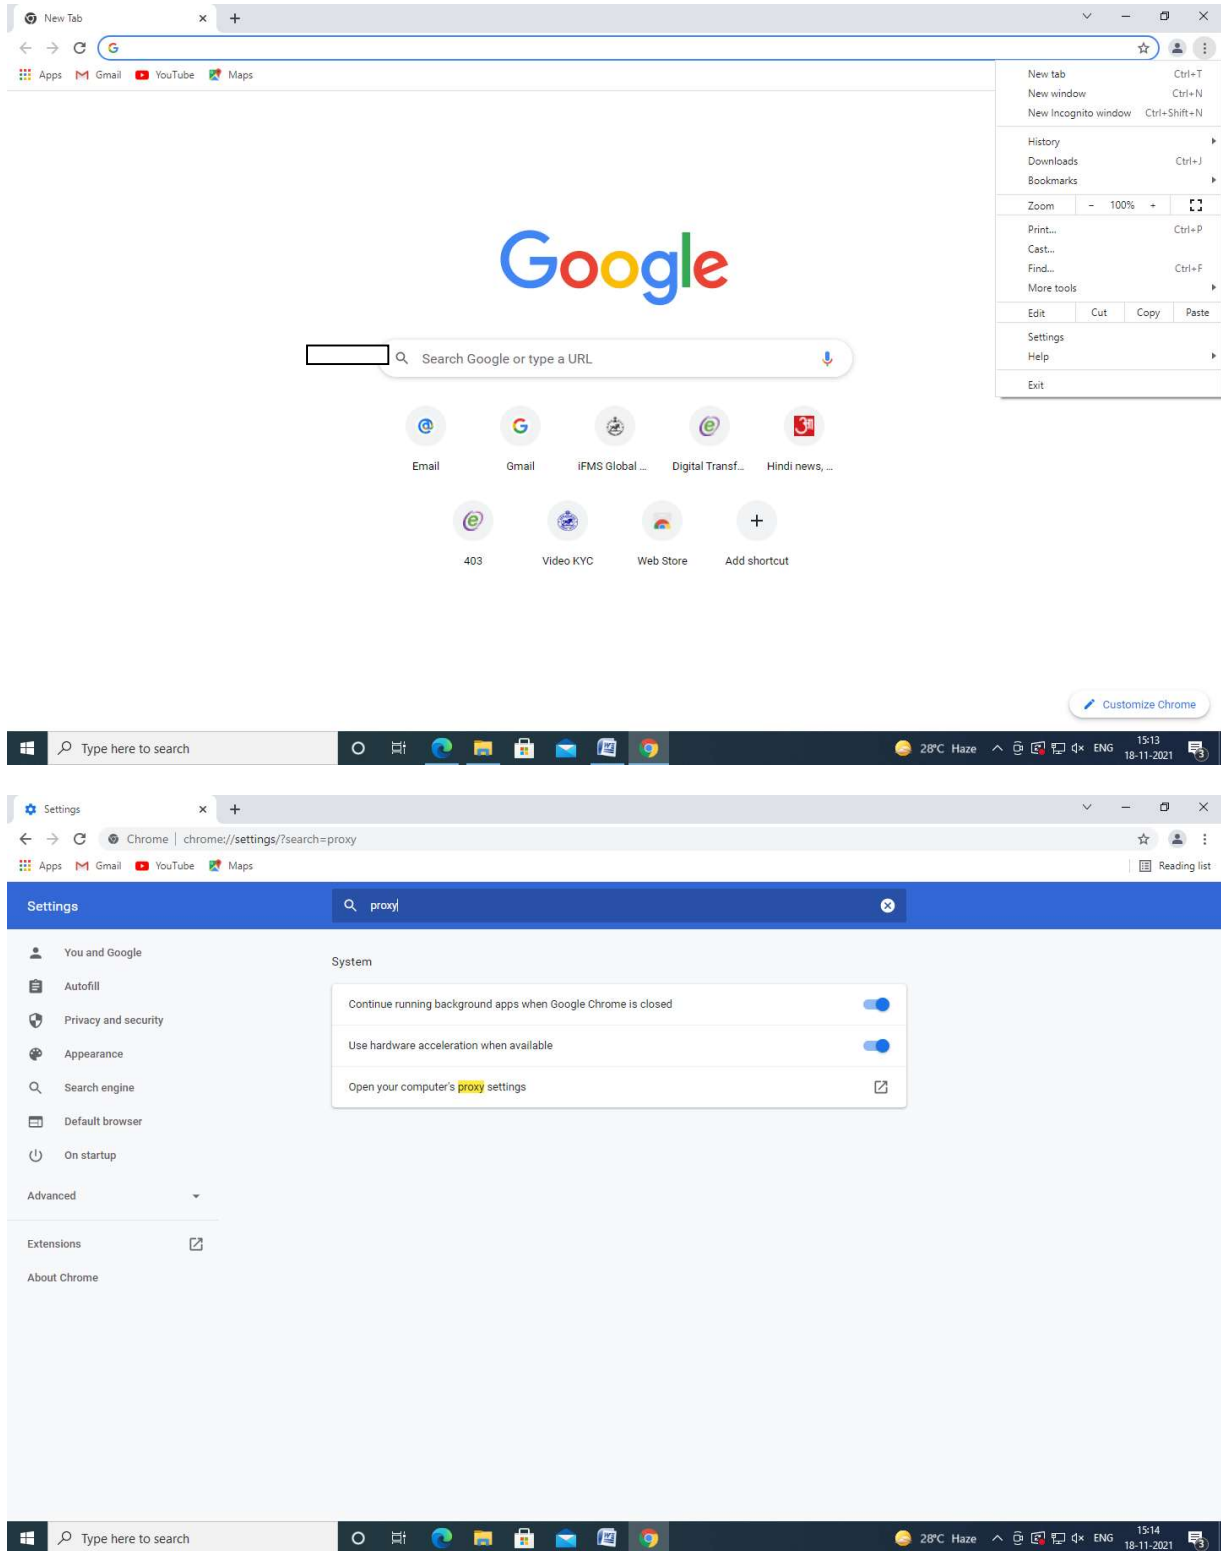 New Tab
Apps Gmail YouTube Maps
New tab Ctrl+T
New window Ctrl+N
New Incognito window Ctrl+Shift+N
History
Downloads Ctrl+J
Bookmarks
Zoom - 100% +
Print... Ctrl+P
Cast...
Find... Ctrl+F
More tools
Edit Cut Copy Paste
Settings
Help
Exit
Google
Search Google or type a URL
Email Gmail iFMS Global ... Digital Transf... Hindi news, ...
403 Video KYC Web Store Add shortcut
Customize Chrome
Type here to search
28°C Haze ENG 15:13
18-11-2021
3
Settings
Chrome | chrome://settings/?search=proxy
Apps Gmail YouTube Maps Reading list
Settings proxy
You and Google
Autofill
Privacy and security
Appearance
Search engine
Default browser
On startup
Advanced
Extensions
About Chrome
System
Continue running background apps when Google Chrome is closed
Use hardware acceleration when available
Open your computer's proxy settings
Type here to search
28°C Haze ENG 15:14
18-11-2021
3